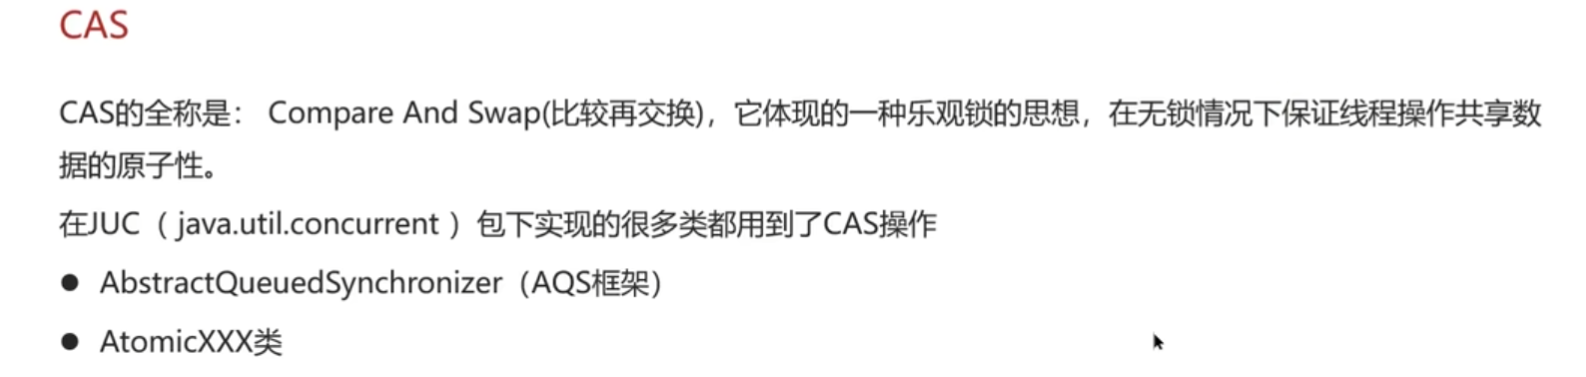 CAS
CAS的全称是： Compare And Swap(比较再交换)，它体现的一种乐观锁的思想，在无锁情况下保证线程操作共享数
据的原子性。
在JUC（ java.util.concurrent ）包下实现的很多类都用到了CAS操作
● AbstractQueuedSynchronizer（AQS框架）
● AtomicXXX类